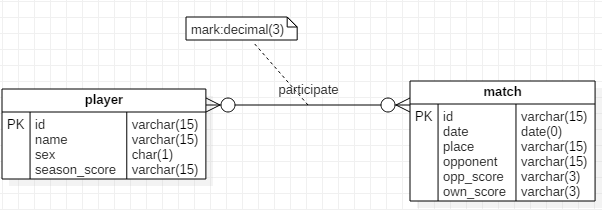 mark:decimal(3)
participate
player
PK id varchar(15)
name varchar(15)
sex char(1)
season_score varchar(15)
match
PK id varchar(15)
date date(0)
place varchar(15)
opponent varchar(15)
opp_score varchar(3)
own_score varchar(3)